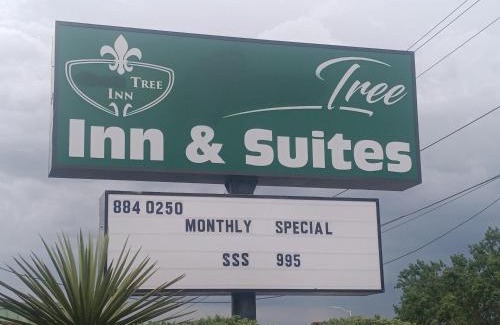 Tree
Inn
Tree
Inn & Suites
884 0250
MONTHLY SPECIAL
SSS 995